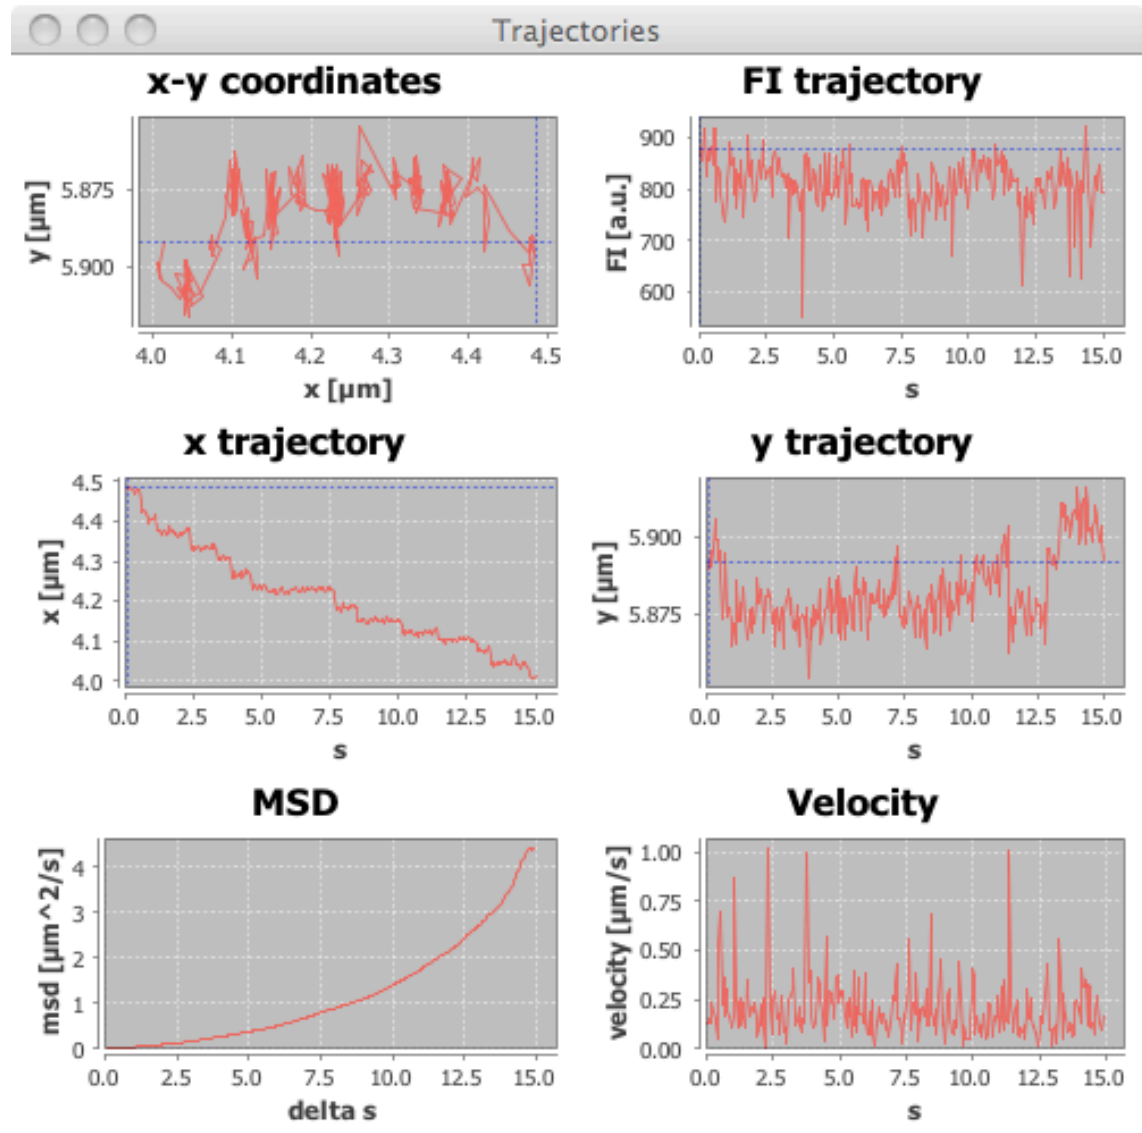 Trajectories
x-y coordinates
y [µm]
5.875
5.900
4.0 4.1 4.2 4.3 4.4 4.5
x [µm]
FI trajectory
FI [a.u.]
900
800
700
600
0.0 2.5 5.0 7.5 10.0 12.5 15.0
s
x trajectory
x [µm]
4.5
4.4
4.3
4.2
4.1
4.0
0.0 2.5 5.0 7.5 10.0 12.5 15.0
s
y trajectory
y [µm]
5.900
5.875
0.0 2.5 5.0 7.5 10.0 12.5 15.0
s
MSD
msd [µm^2/s]
4
3
2
1
0
0.0 2.5 5.0 7.5 10.0 12.5 15.0
delta s
Velocity
velocity [µm/s]
1.00
0.75
0.50
0.25
0.00
0.0 2.5 5.0 7.5 10.0 12.5 15.0
s